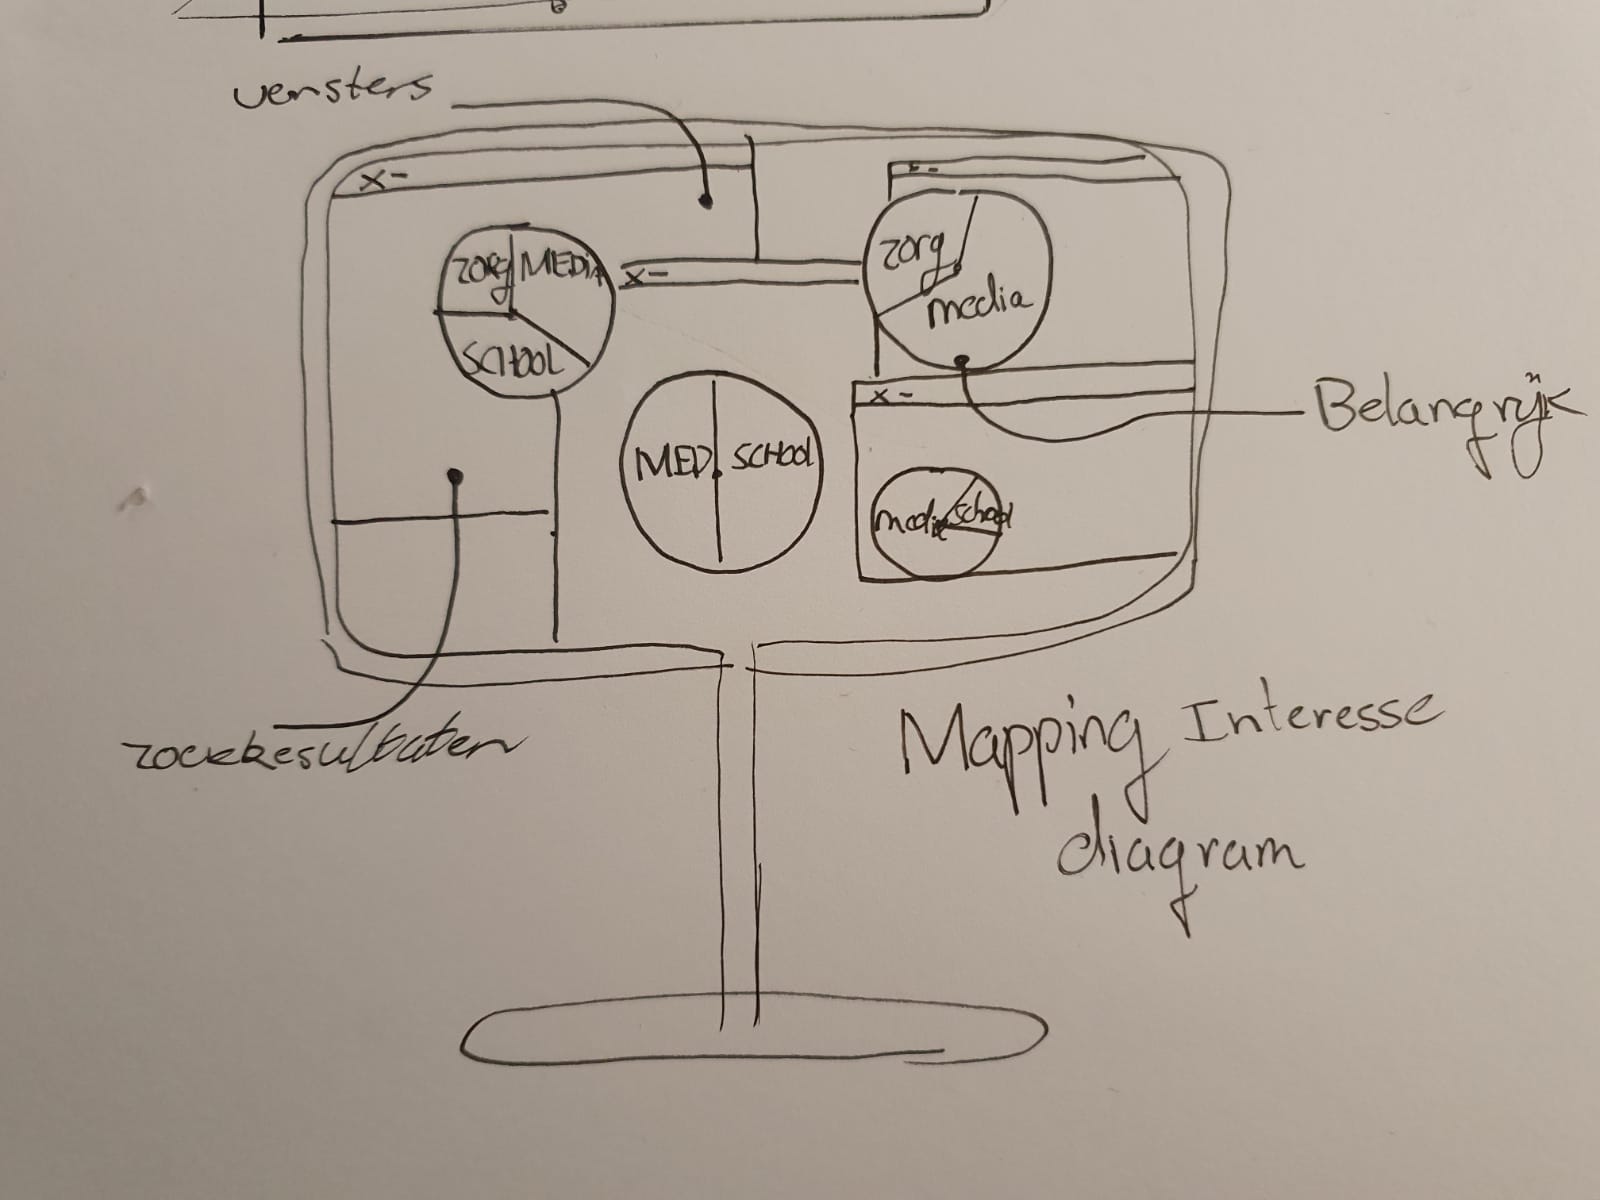 vensters
x -
x -
zorg MEDIA
SCHOOL
x -
zorg
media
x -
Belangrijk
MED. SCHOOL
media school
zoekresultaten
Mapping Interesse
diagram